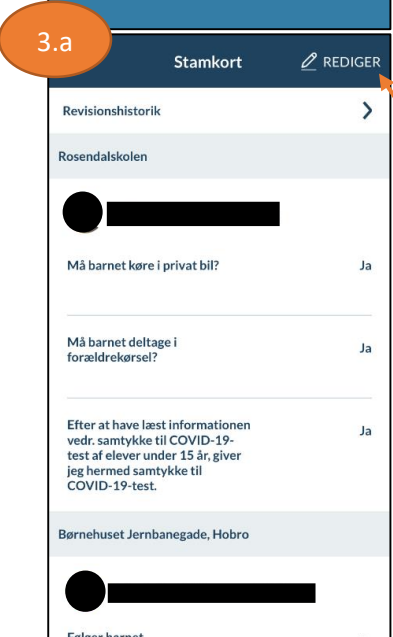 3.a
Stamkort
REDIGER
Revisionshistorik
Rosendalskolen
Må barnet køre i privat bil?
Ja
Må barnet deltage i
forældrekørsel?
Ja
Efter at have læst informationen
vedr. samtykke til COVID-19-
test af elever under 15 år, giver
jeg hermed samtykke til
COVID-19-test.
Ja
Børnehuset Jernbanegade, Hobro
Følger barnet